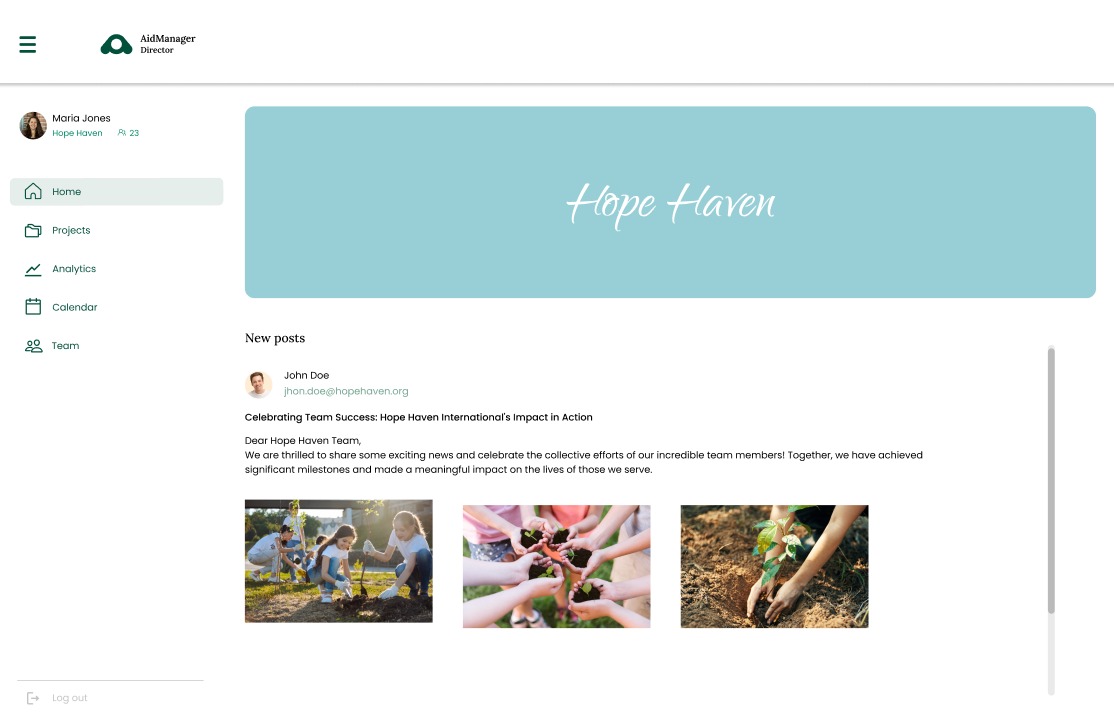 AidManager
Director
Maria Jones
Hope Haven 23
Home
Projects
Analytics
Calendar
Team
Log out
Hope Haven
New posts
John Doe
jhon.doe@hopehaven.org
Celebrating Team Success: Hope Haven International's Impact in Action
Dear Hope Haven Team,
We are thrilled to share some exciting news and celebrate the collective efforts of our incredible team members! Together, we have achieved
significant milestones and made a meaningful impact on the lives of those we serve.